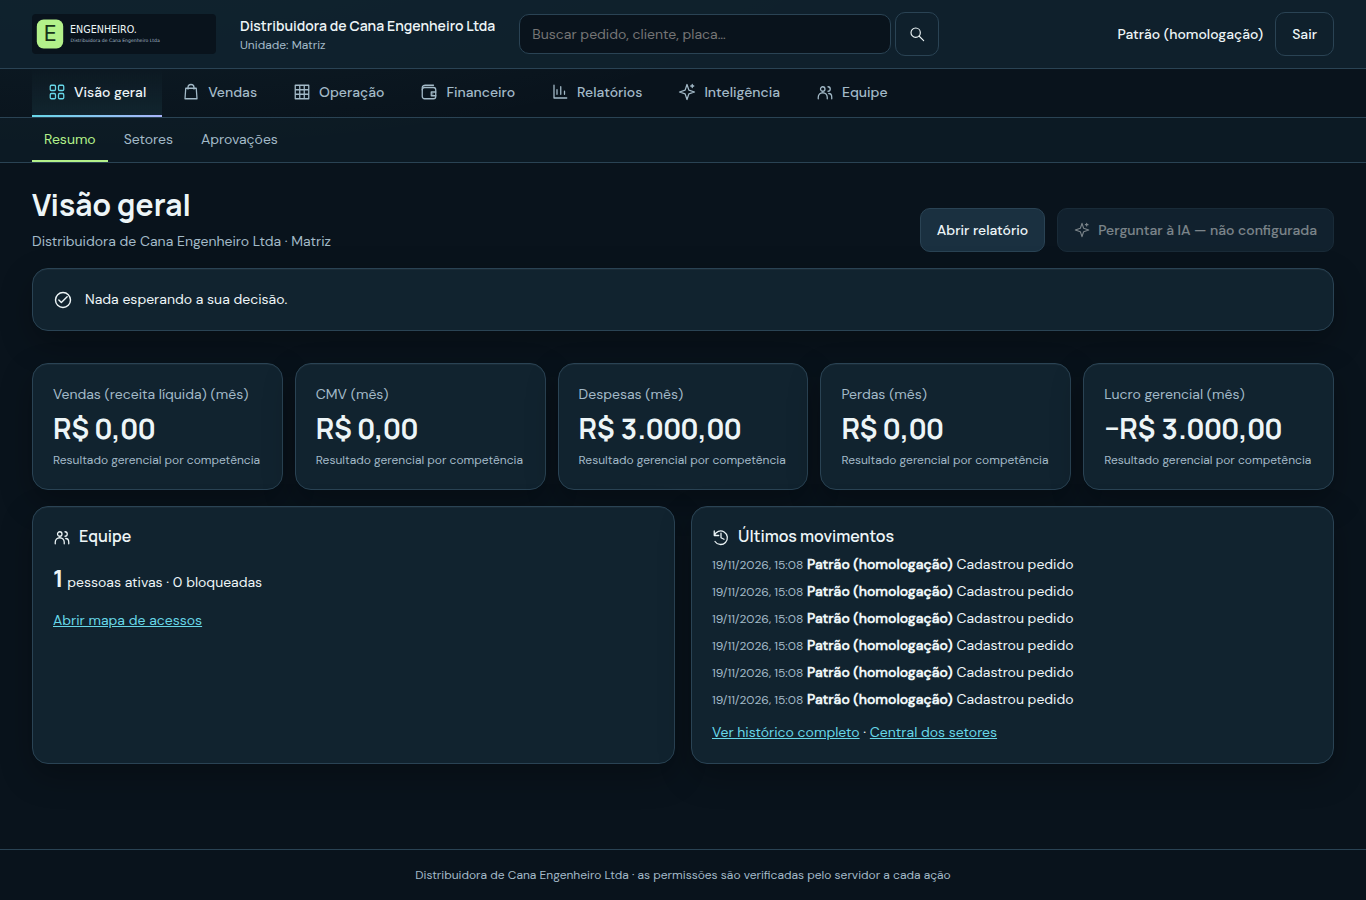 E ENGENHEIRO.
Distribuidora de Cana Engenheiro Ltda
Distribuidora de Cana Engenheiro Ltda
Unidade: Matriz
Buscar pedido, cliente, placa...
Patrão (homologação)
Sair
Visão geral
Vendas
Operação
Financeiro
Relatórios
Inteligência
Equipe
Resumo
Setores
Aprovações
Visão geral
Distribuidora de Cana Engenheiro Ltda · Matriz
Abrir relatório
Perguntar à IA — não configurada
Nada esperando a sua decisão.
Vendas (receita líquida) (mês)
R$ 0,00
Resultado gerencial por competência
CMV (mês)
R$ 0,00
Resultado gerencial por competência
Despesas (mês)
R$ 3.000,00
Resultado gerencial por competência
Perdas (mês)
R$ 0,00
Resultado gerencial por competência
Lucro gerencial (mês)
−R$ 3.000,00
Resultado gerencial por competência
Equipe
1 pessoas ativas · 0 bloqueadas
Abrir mapa de acessos
Últimos movimentos
19/11/2026, 15:08 Patrão (homologação) Cadastrou pedido
19/11/2026, 15:08 Patrão (homologação) Cadastrou pedido
19/11/2026, 15:08 Patrão (homologação) Cadastrou pedido
19/11/2026, 15:08 Patrão (homologação) Cadastrou pedido
19/11/2026, 15:08 Patrão (homologação) Cadastrou pedido
19/11/2026, 15:08 Patrão (homologação) Cadastrou pedido
Ver histórico completo · Central dos setores
Distribuidora de Cana Engenheiro Ltda · as permissões são verificadas pelo servidor a cada ação